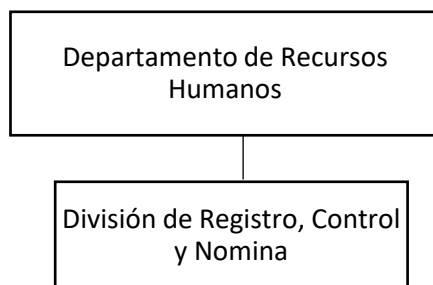 Departamento de Recursos
Humanos
División de Registro, Control
y Nomina